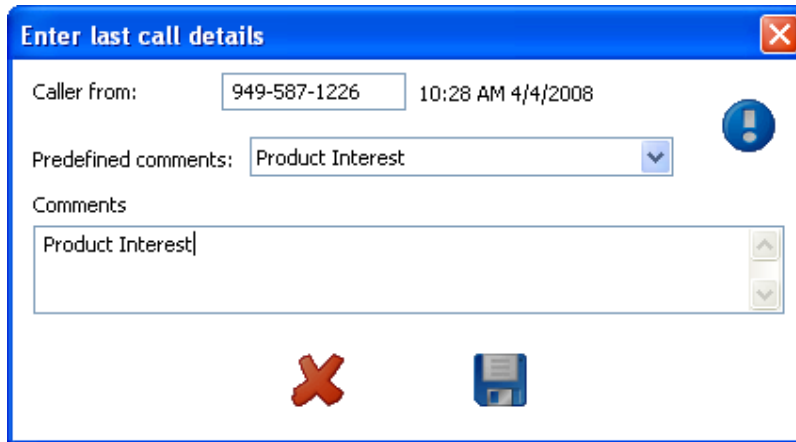 Enter last call details
Caller from: 949-587-1226 10:28 AM 4/4/2008
Predefined comments: Product Interest
Comments
Product Interest